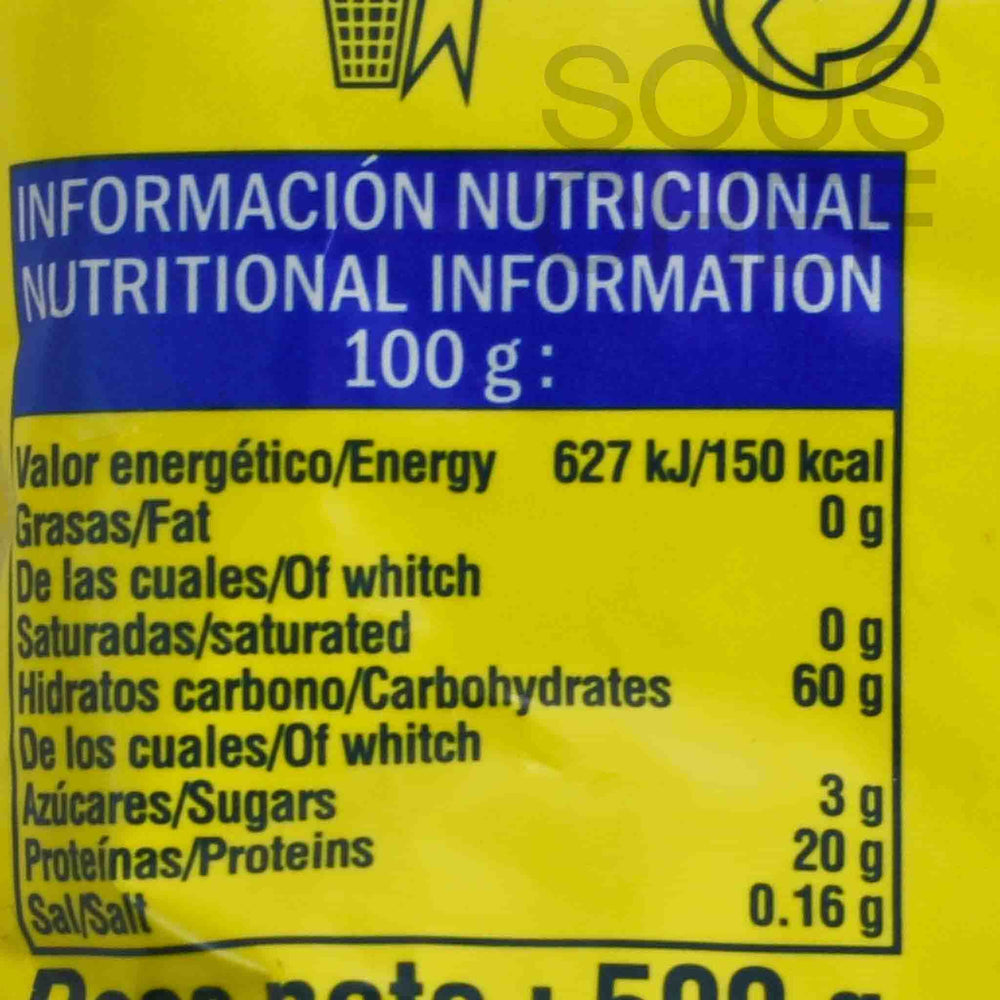 SOUS
INFORMACIÓN NUTRICIONAL
NUTRITIONAL INFORMATION
100 g :
Valor energético/Energy 627 kJ/150 kcal
Grasas/Fat 0 g
De las cuales/Of whitch
Saturadas/saturated 0 g
Hidratos carbono/Carbohydrates 60 g
De los cuales/Of whitch
Azúcares/Sugars 3 g
Proteínas/Proteins 20 g
Sal/Salt 0.16 g